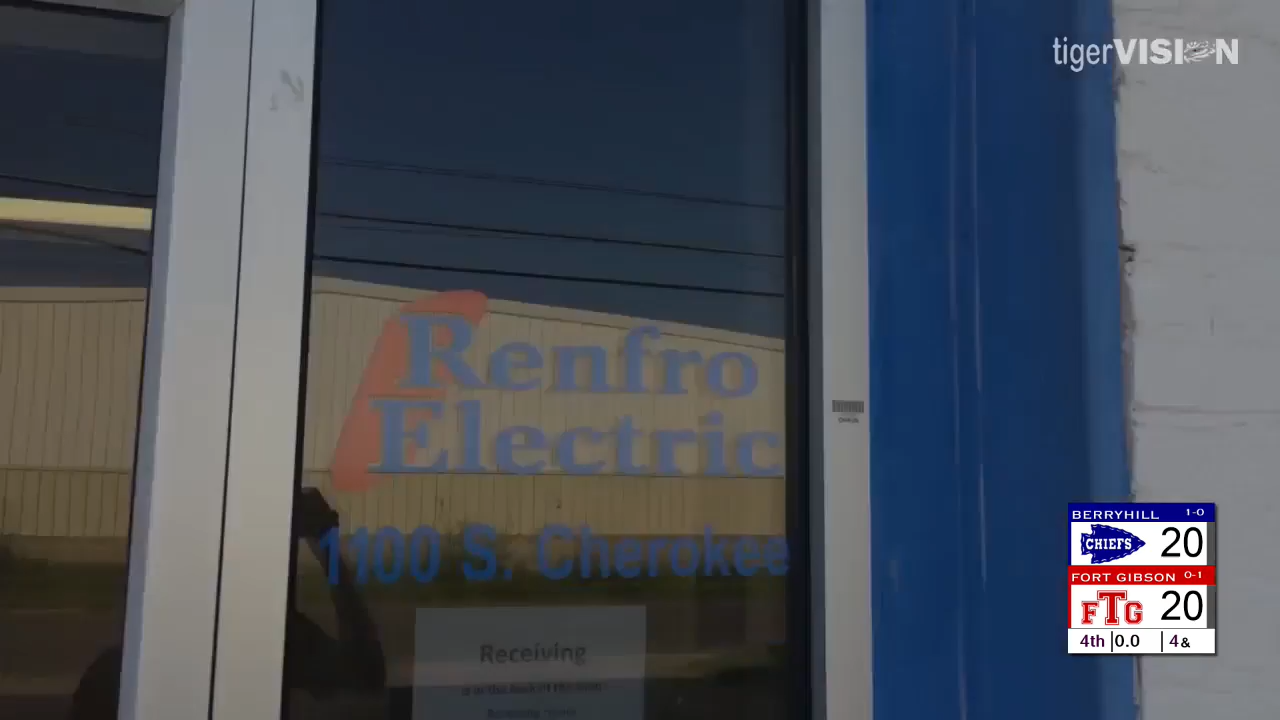 tigerVISION
Renfro
Electric
1100 S. Cherokee
Receiving
BERRYHILL 1-0
CHIEFS 20
FORT GIBSON 0-1
FTG 20
4th 0.0 4 &